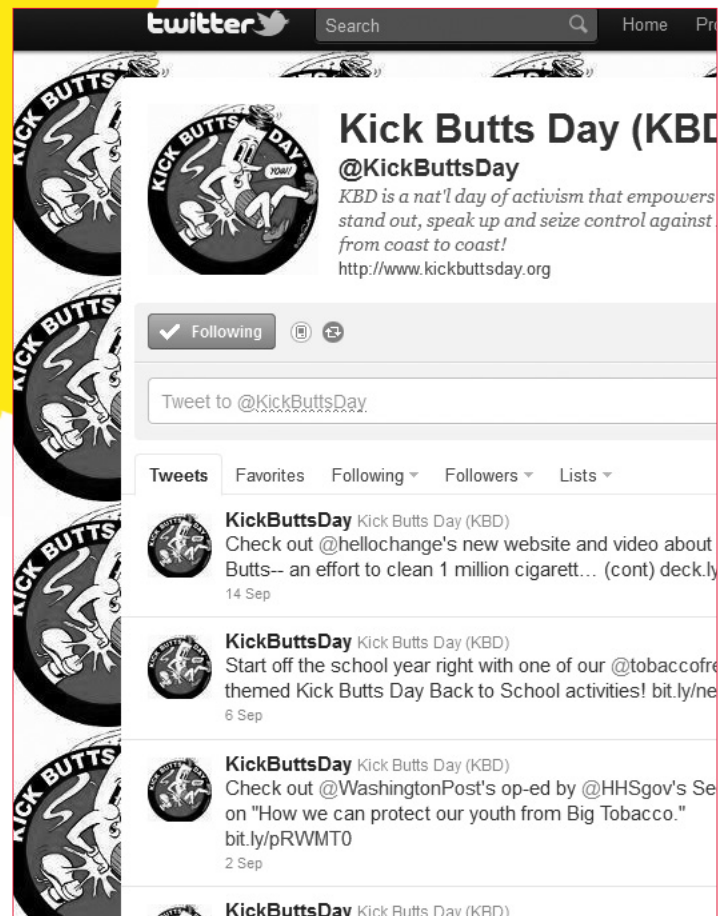 twitter
Search
Home
KICK BUTTS DAY
YOW!
Kick Butts Day
@KickButtsDay
KBD is a nat'l day of activism that empowers
stand out, speak up and seize control against
from coast to coast!
http://www.kickbuttsday.org
Following
Tweet to @KickButtsDay
Tweets Favorites Following Followers Lists
KickButtsDay Kick Butts Day (KBD)
Check out @hellochange's new website and video about
Butts-- an effort to clean 1 million cigarett... (cont) deck.ly
14 Sep
KickButtsDay Kick Butts Day (KBD)
Start off the school year right with one of our @tobaccofre
themed Kick Butts Day Back to School activities! bit.ly/ne
6 Sep
KickButtsDay Kick Butts Day (KBD)
Check out @WashingtonPost's op-ed by @HHSgov's Se
on "How we can protect our youth from Big Tobacco."
bit.ly/pRWMT0
2 Sep
KickButtsDay Kick Butts Day (KBD)